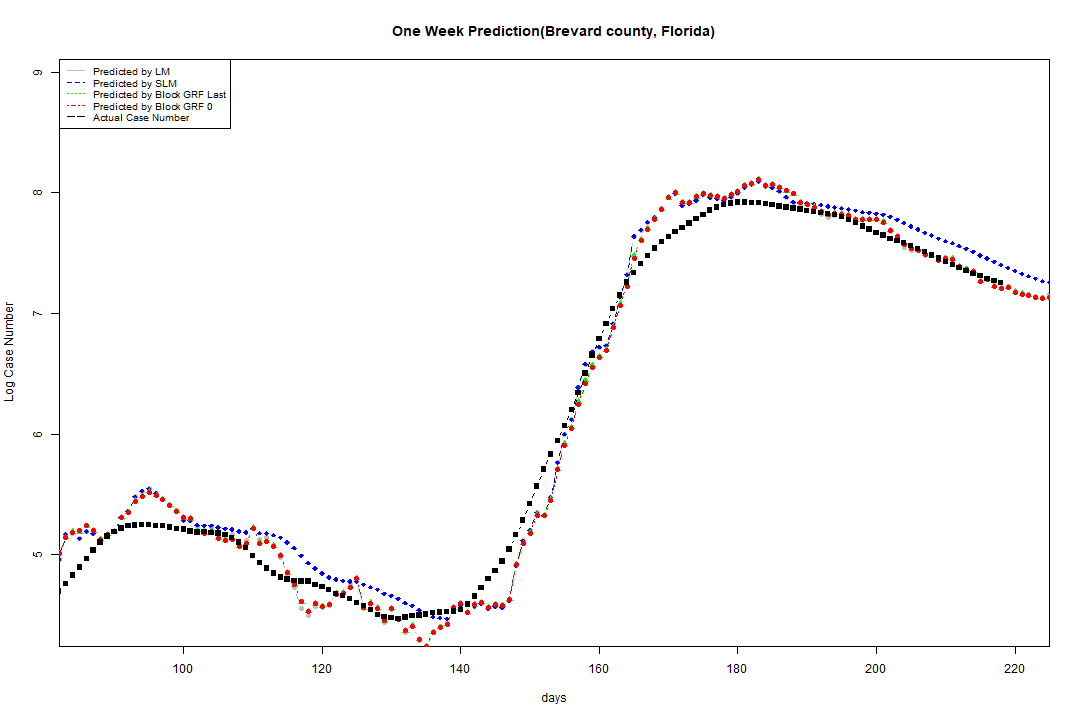 One Week Prediction(Brevard county, Florida)
Predicted by LM
Predicted by SLM
Predicted by Block GRF Last
Predicted by Block GRF 0
Actual Case Number
9
8
7
6
5
Log Case Number
100 120 140 160 180 200 220
days